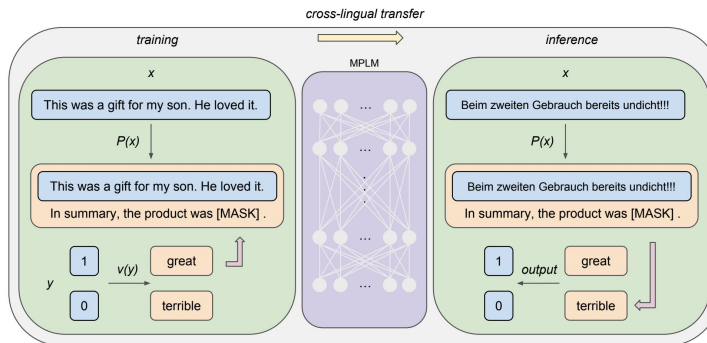 cross-lingual transfer
training
inference
MPLM
x
This was a gift for my son. He loved it.
P(x)
This was a gift for my son. He loved it.
In summary, the product was [MASK] .
y
1
v(y)
great
0
terrible
...
...
...
...
...
x
Beim zweiten Gebrauch bereits undicht!!!
P(x)
Beim zweiten Gebrauch bereits undicht!!!
In summary, the product was [MASK] .
1
output
great
0
terrible